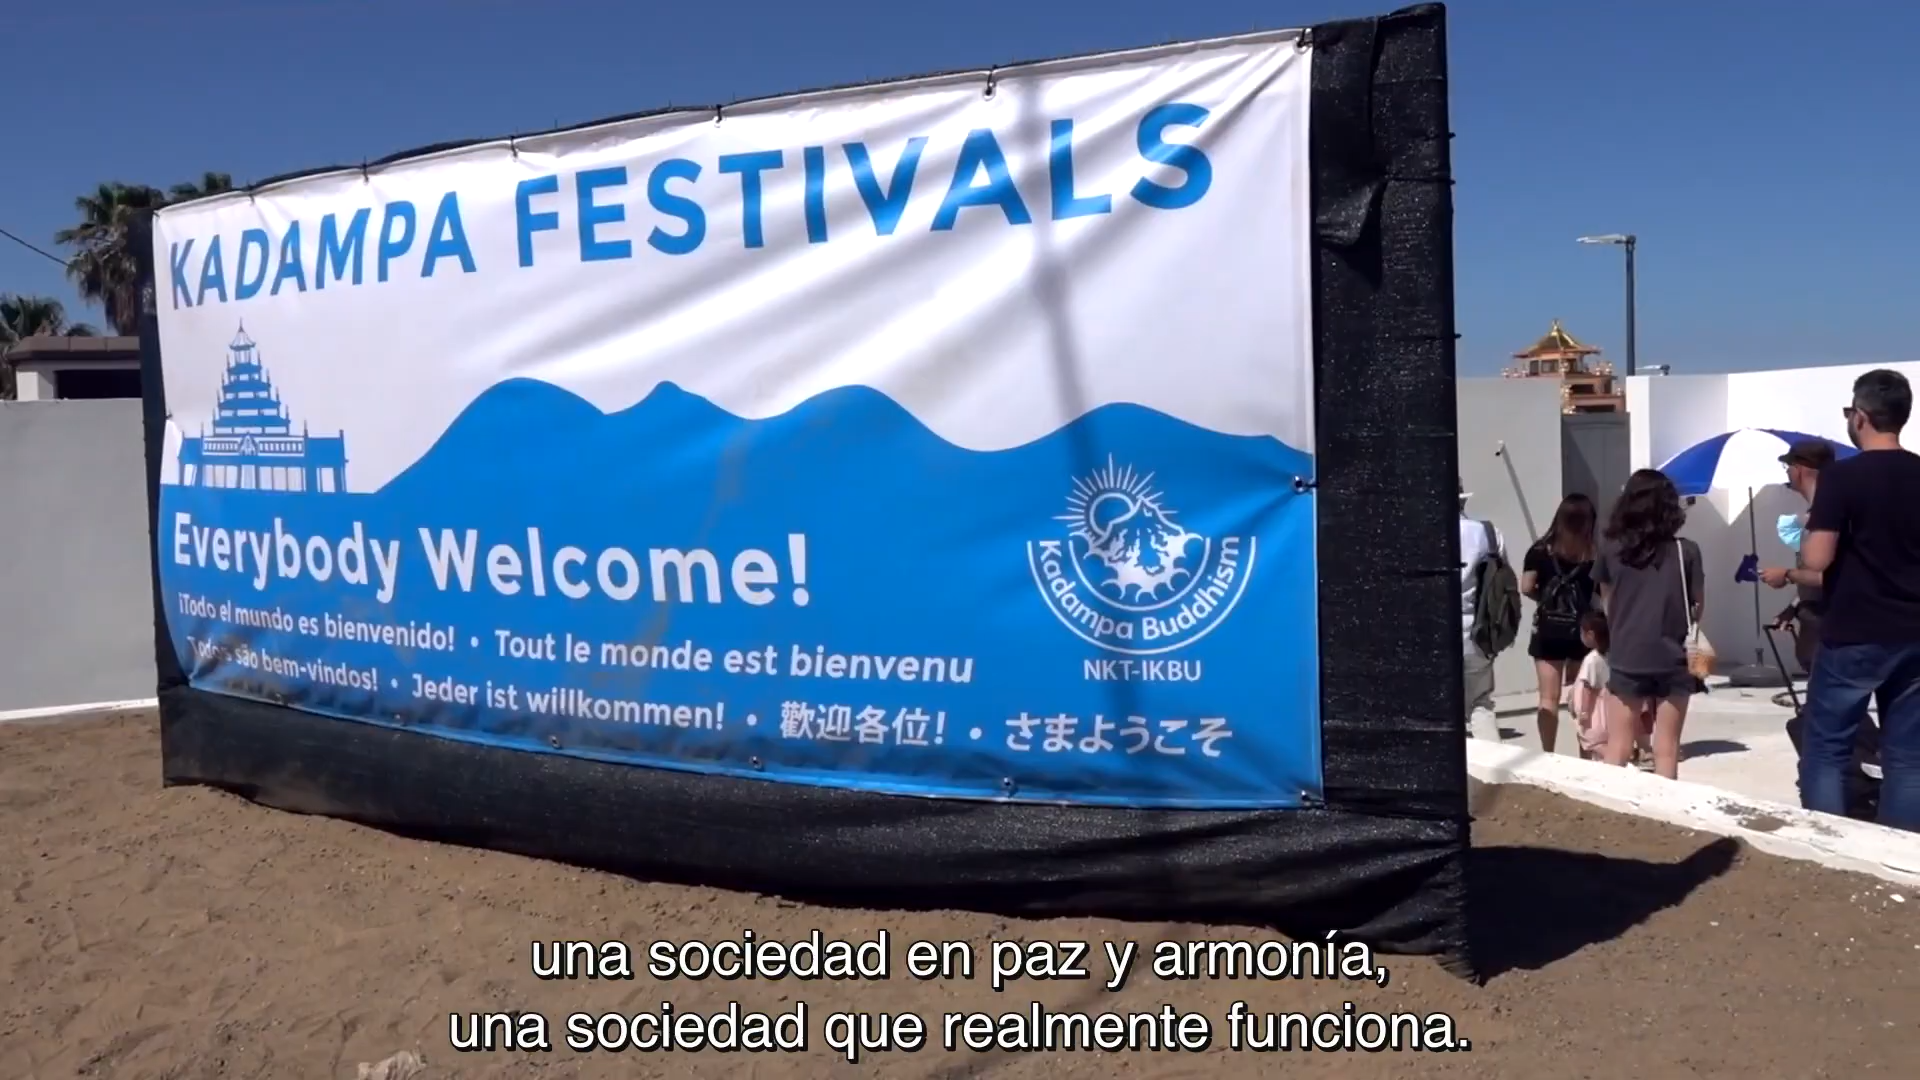 KADAMPA FESTIVALS
Everybody Welcome!
¡Todo el mundo es bienvenido! • Tout le monde est bienvenu
Todos são bem-vindos! • Jeder ist willkommen! • 歡迎各位! • さまようこそ
Kadampa Buddhism
NKT-IKBU
una sociedad en paz y armonía,
una sociedad que realmente funciona.